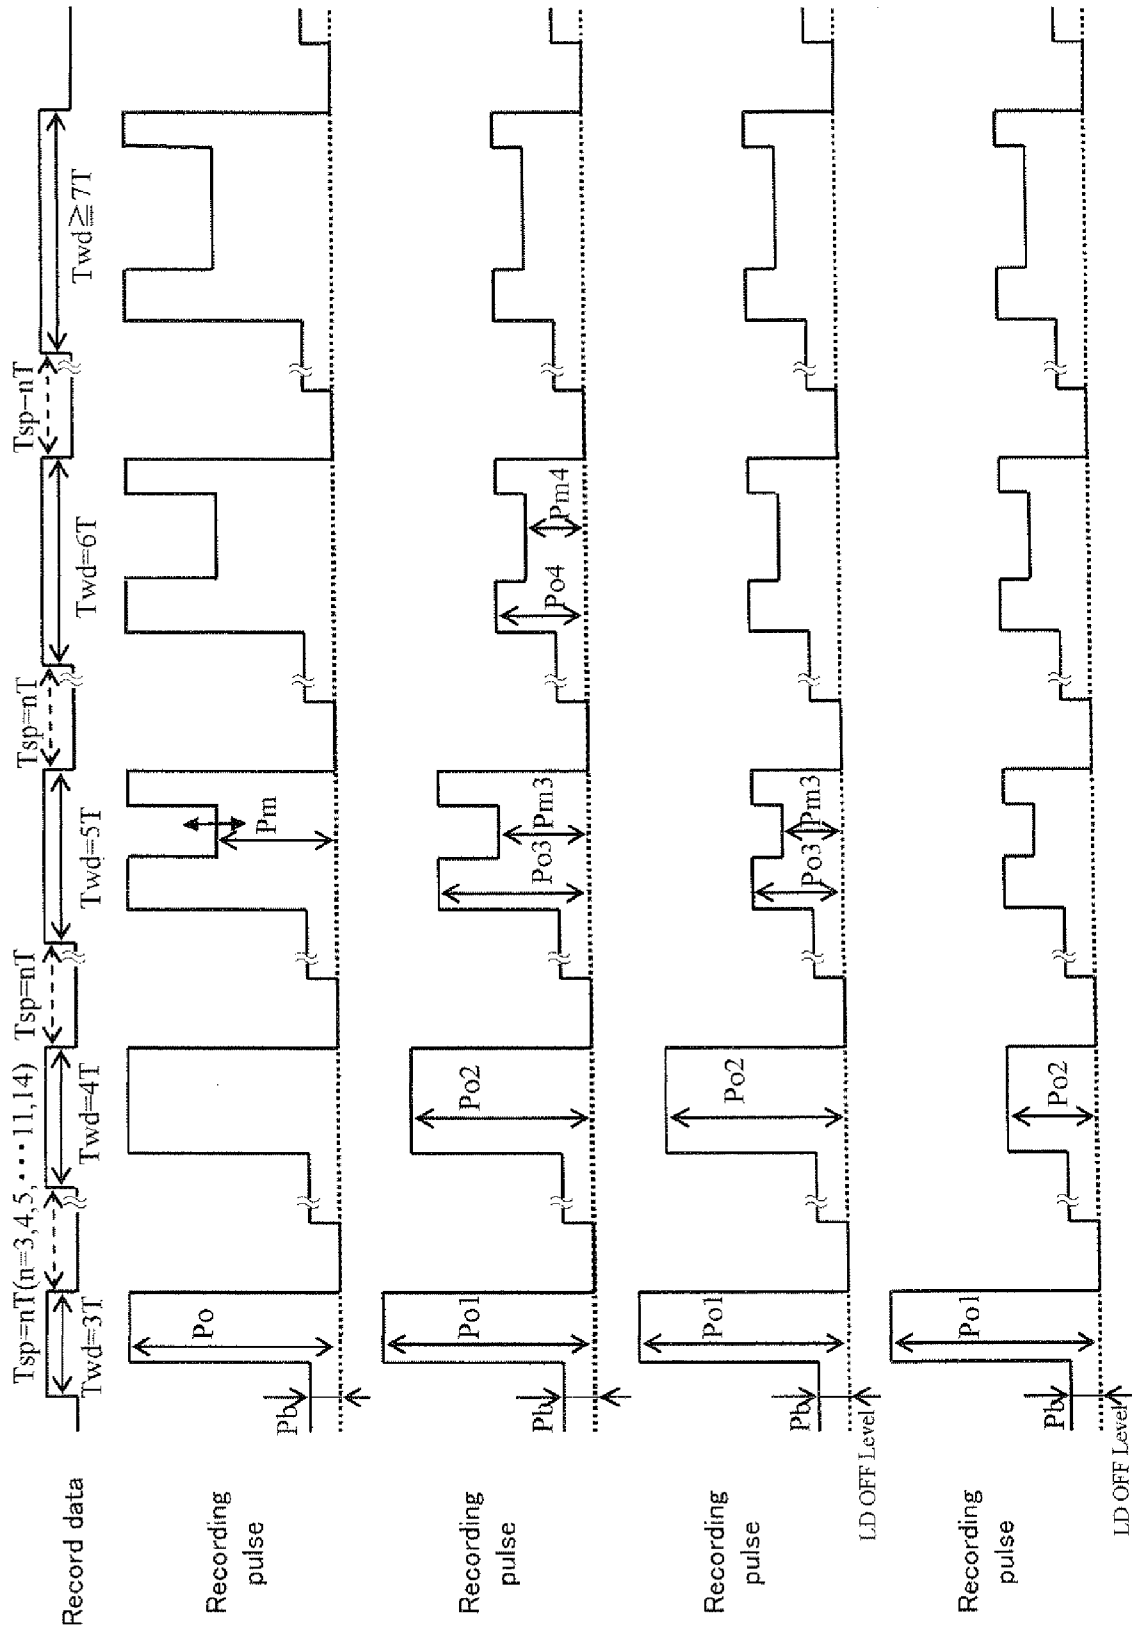 Record data
Tsp=nT(n=3,4,5,•••11,14)
Twd=3T
Twd=4T
Tsp=nT
Twd=5T
Tsp=nT
Twd=6T
Tsp=nT
Twd≧7T
Recording
pulse
Pb
Po
Pm
Recording
pulse
Pb
Po1
Po2
Po3
Pm3
Po4
Pm4
Recording
pulse
Pb
LD OFF Level
Po1
Po2
Po3
Pm3
Recording
pulse
Pb
LD OFF Level
Po1
Po2